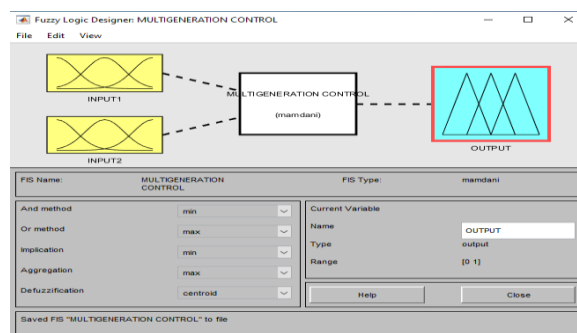 Fuzzy Logic Designer: MULTIGENERATION CONTROL
File Edit View
INPUT1
MULTIGENERATION CONTROL
(mamdani)
OUTPUT
INPUT2
FIS Name: MULTIGENERATION CONTROL FIS Type: mamdani
And method min
Or method max
Implication min
Aggregation max
Defuzzification centroid
Current Variable
Name OUTPUT
Type output
Range [0 1]
Help Close
Saved FIS "MULTIGENERATION CONTROL" to file